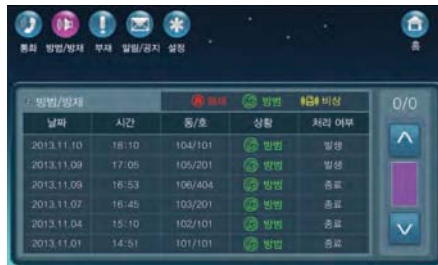 통화 방범/방재 부재 알림/공지 설정 홈
방범/방재 화재 방범 비상 0/0
날짜 시간 동/호 상황 처리 여부
2013.11.10 18:10 104/101 방범 발생
2013.11.09 17:05 105/201 방범 발생
2013.11.09 16:53 106/404 방범 종료
2013.11.07 16:45 103/201 방범 종료
2013.11.04 15:10 102/101 방범 종료
2013.11.01 14:51 101/101 방범 종료